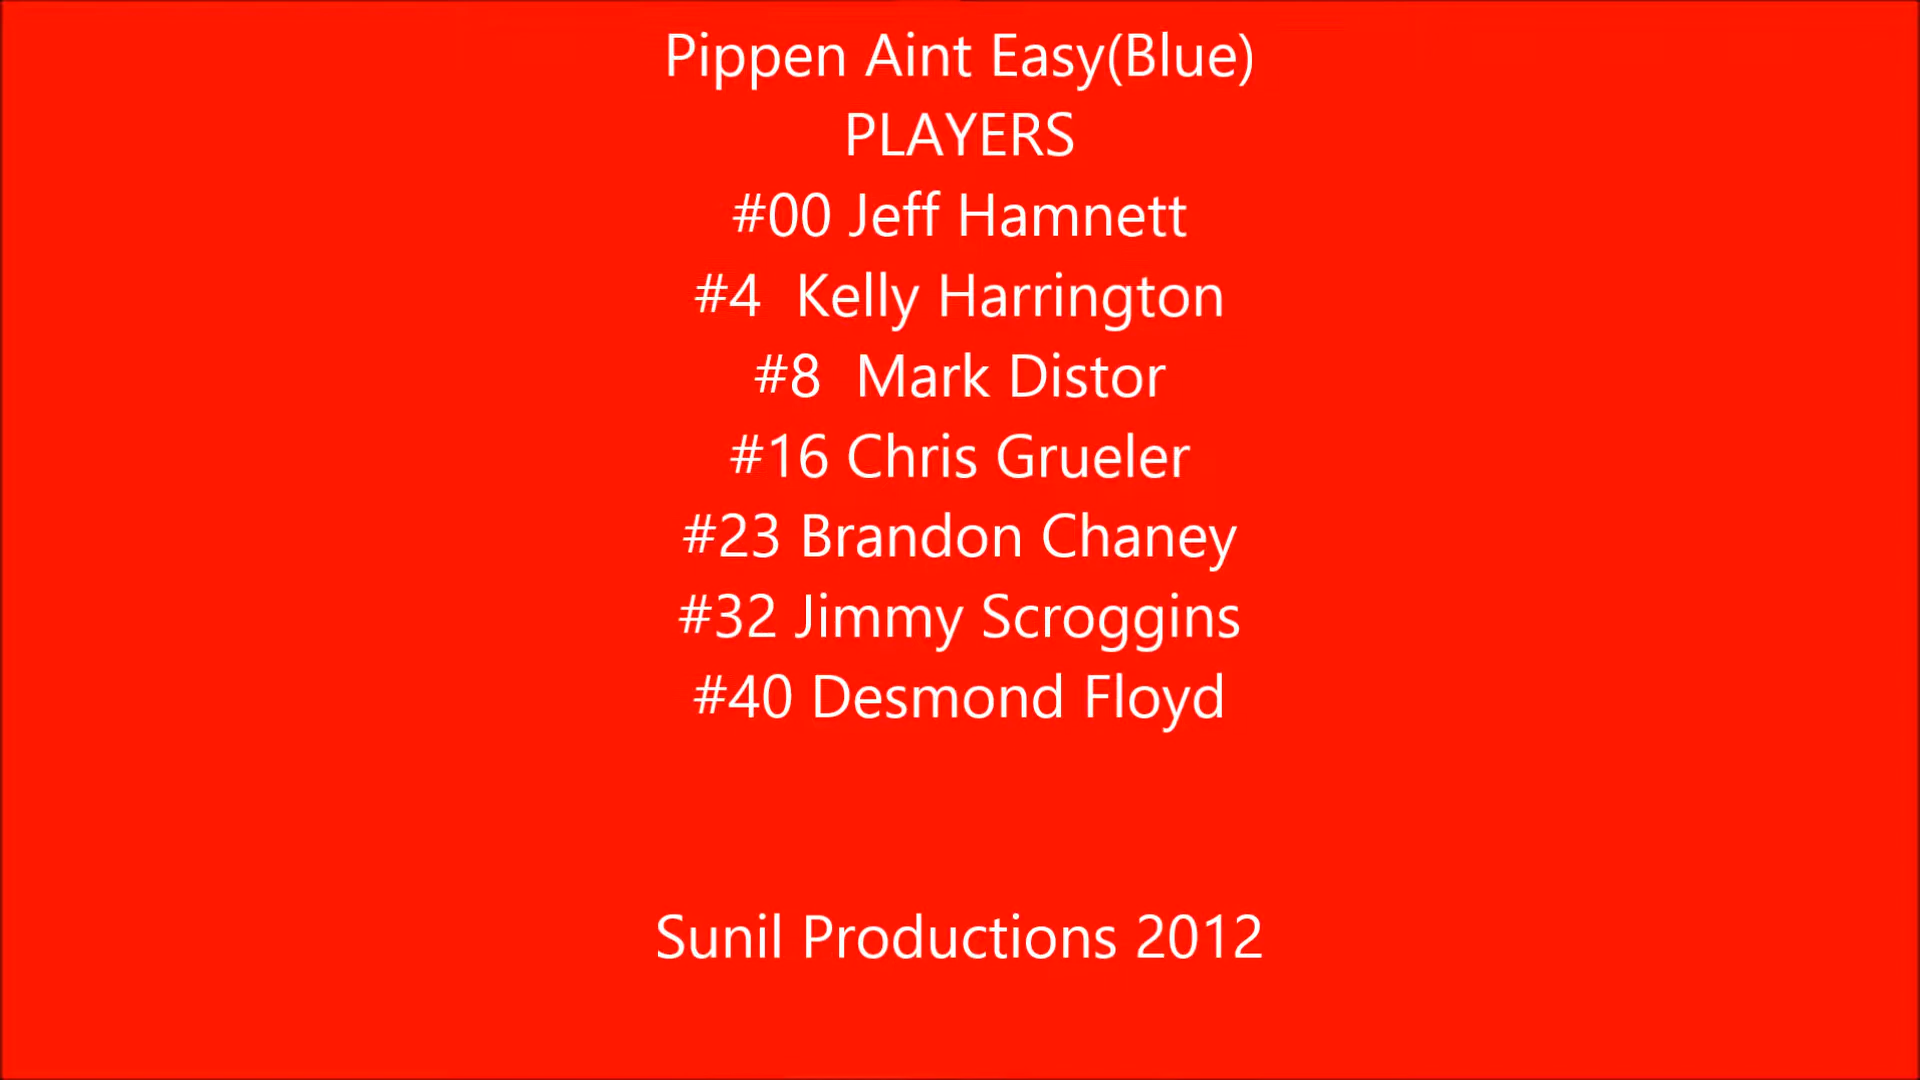 Pippen Aint Easy(Blue)
PLAYERS
#00 Jeff Hamnett
#4  Kelly Harrington
#8  Mark Distor
#16 Chris Grueler
#23 Brandon Chaney
#32 Jimmy Scroggins
#40 Desmond Floyd
Sunil Productions 2012